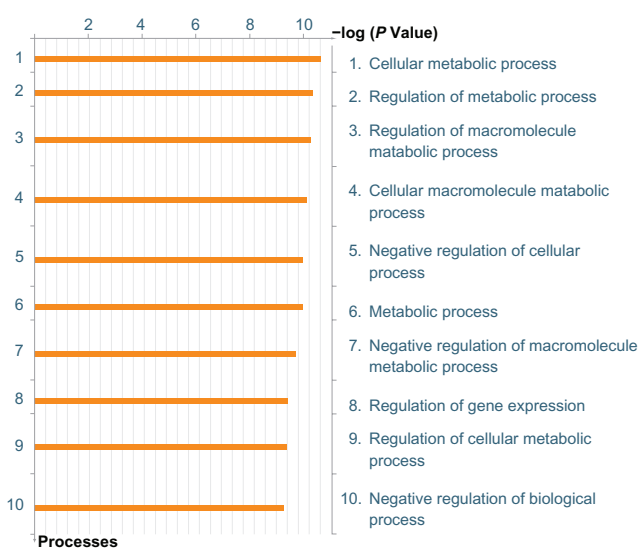 2 4 6 8 10
−log (P Value)
1
2
3
4
5
6
7
8
9
10
Processes
1. Cellular metabolic process
2. Regulation of metabolic process
3. Regulation of macromolecule
matabolic process
4. Cellular macromolecule matabolic
process
5. Negative regulation of cellular
process
6. Metabolic process
7. Negative regulation of macromolecule
metabolic process
8. Regulation of gene expression
9. Regulation of cellular metabolic
process
10. Negative regulation of biological
process